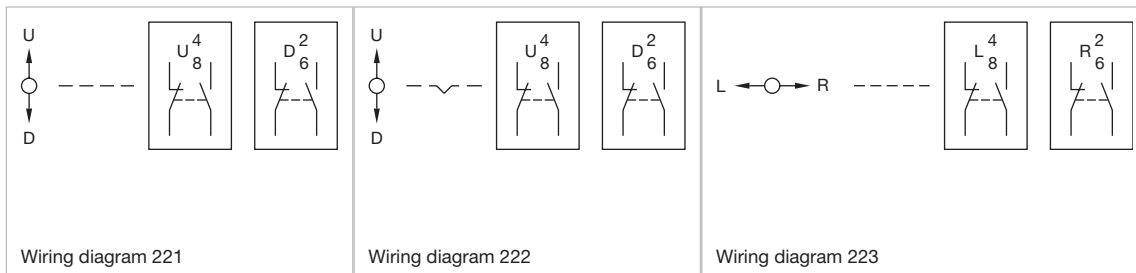 U
D
U 4
8
D 2
6
Wiring diagram 221
U
D
U 4
8
D 2
6
Wiring diagram 222
L R
L 4
8
R 2
6
Wiring diagram 223